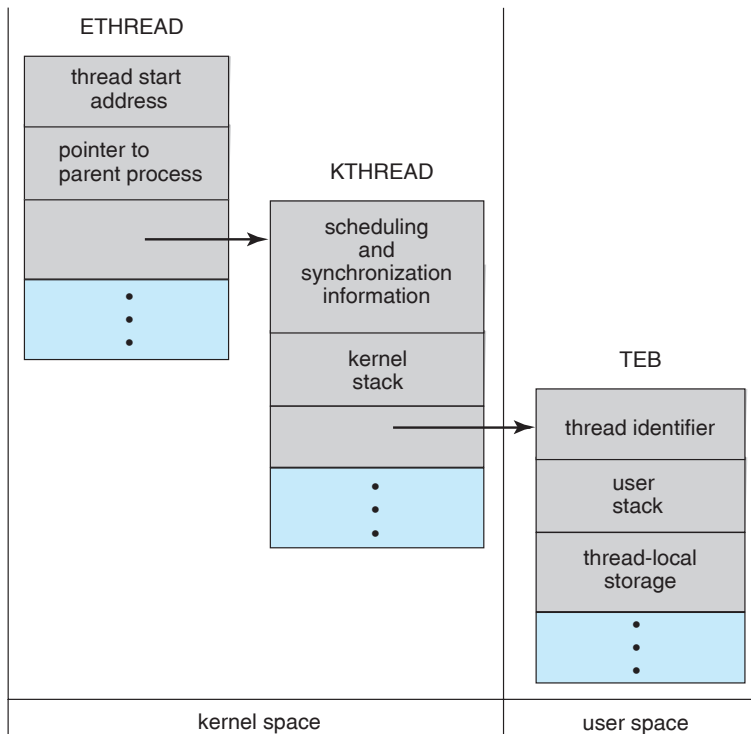 ETHREAD
thread start
address
pointer to
parent process
KTHREAD
scheduling
and
synchronization
information
kernel
stack
TEB
thread identifier
user
stack
thread-local
storage
kernel space
user space